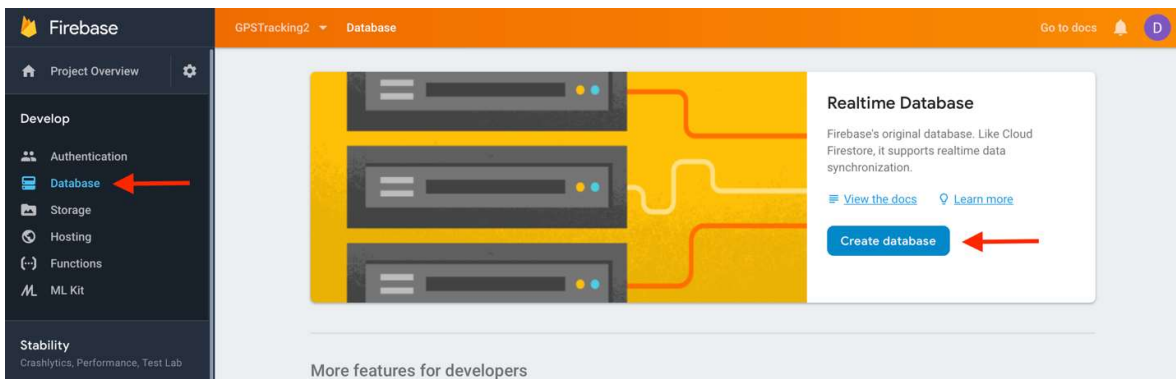 Firebase
GPSTracking2 Database
Go to docs
D
Project Overview
Develop
Authentication
Database
Storage
Hosting
Functions
ML Kit
Stability
Crashlytics, Performance, Test Lab
Realtime Database
Firebase's original database. Like Cloud
Firestore, it supports realtime data
synchronization.
View the docs Learn more
Create database
More features for developers